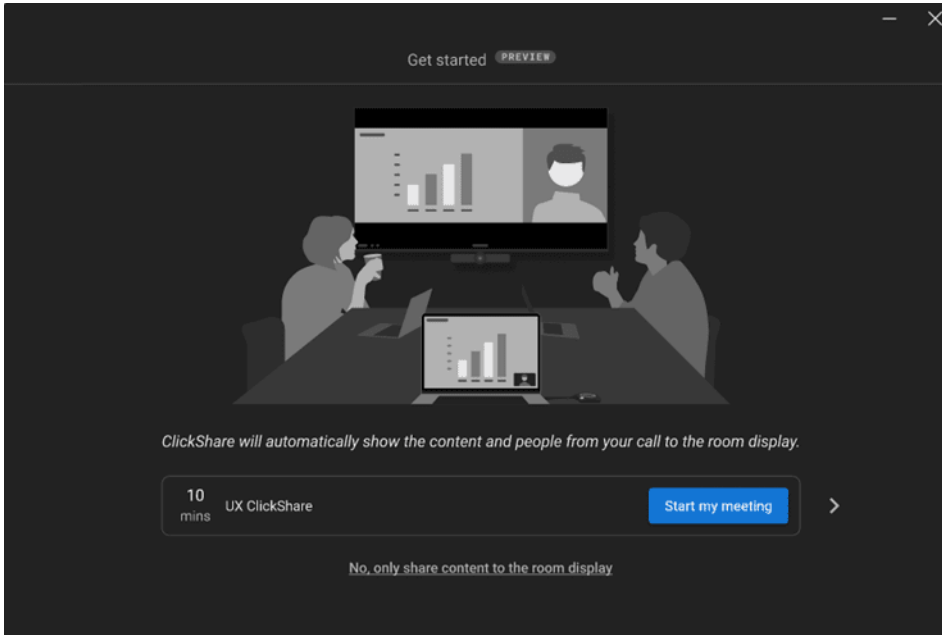 Get started PREVIEW
ClickShare will automatically show the content and people from your call to the room display.
10
mins
UX ClickShare
Start my meeting
No, only share content to the room display